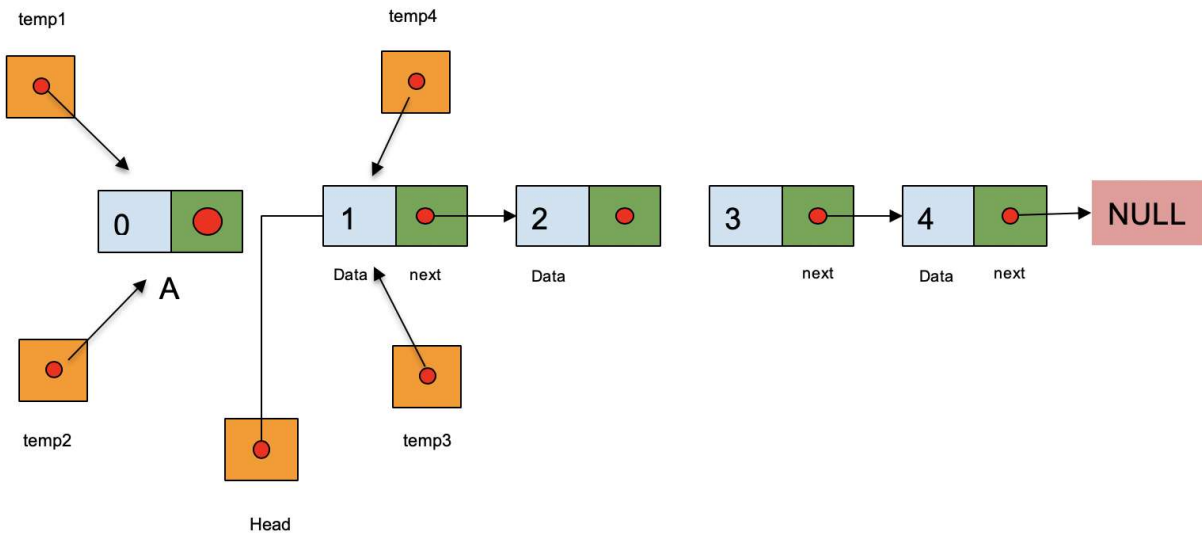 temp1
temp4
0
1
2
3
4
NULL
A
Data
next
Data
next
Data
next
temp2
temp3
Head